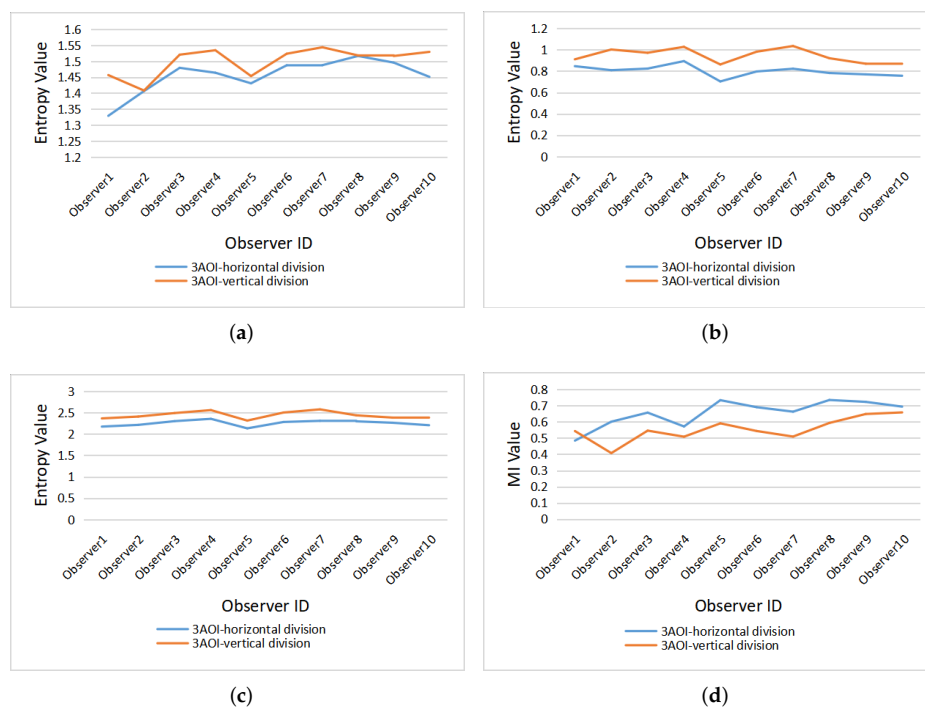 1.6
1.55
1.5
1.45
1.4
1.35
1.3
1.25
1.2
Entropy Value
Observer1
Observer2
Observer3
Observer4
Observer5
Observer6
Observer7
Observer8
Observer9
Observer10
Observer ID
3AOI-horizontal division
3AOI-vertical division
(a)
1.2
1
0.8
0.6
0.4
0.2
0
Entropy Value
Observer1
Observer2
Observer3
Observer4
Observer5
Observer6
Observer7
Observer8
Observer9
Observer10
Observer ID
3AOI-horizontal division
3AOI-vertical division
(b)
3
2.5
2
1.5
1
0.5
0
Entropy Value
Observer1
Observer2
Observer3
Observer4
Observer5
Observer6
Observer7
Observer8
Observer9
Observer10
Observer ID
3AOI-horizontal division
3AOI-vertical division
(c)
0.8
0.7
0.6
0.5
0.4
0.3
0.2
0.1
0
MI Value
Observer1
Observer2
Observer3
Observer4
Observer5
Observer6
Observer7
Observer8
Observer9
Observer10
Observer ID
3AOI-horizontal division
3AOI-vertical division
(d)